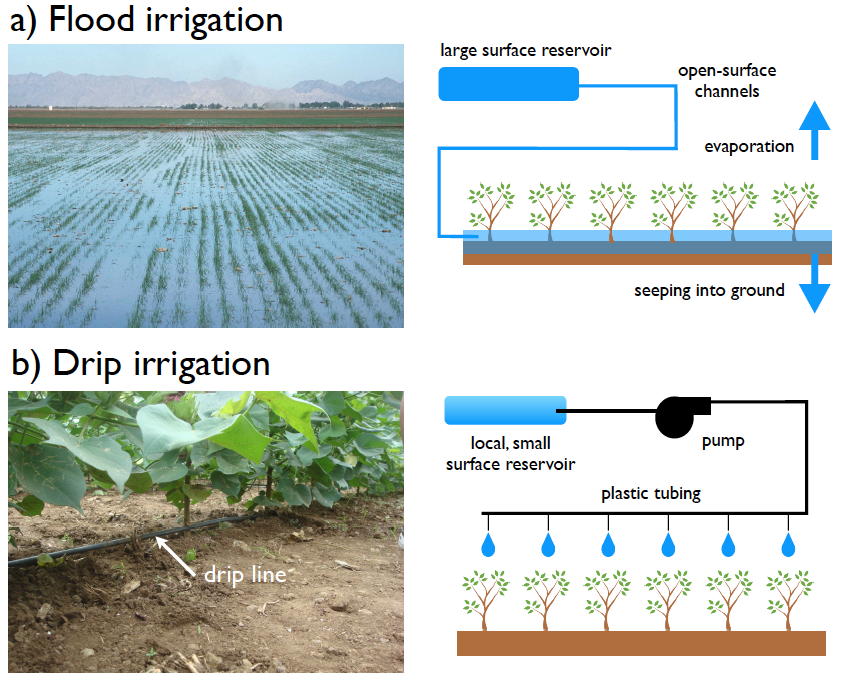 a) Flood irrigation
large surface reservoir
open-surface
channels
evaporation
seeping into ground
b) Drip irrigation
drip line
local, small
surface reservoir
pump
plastic tubing